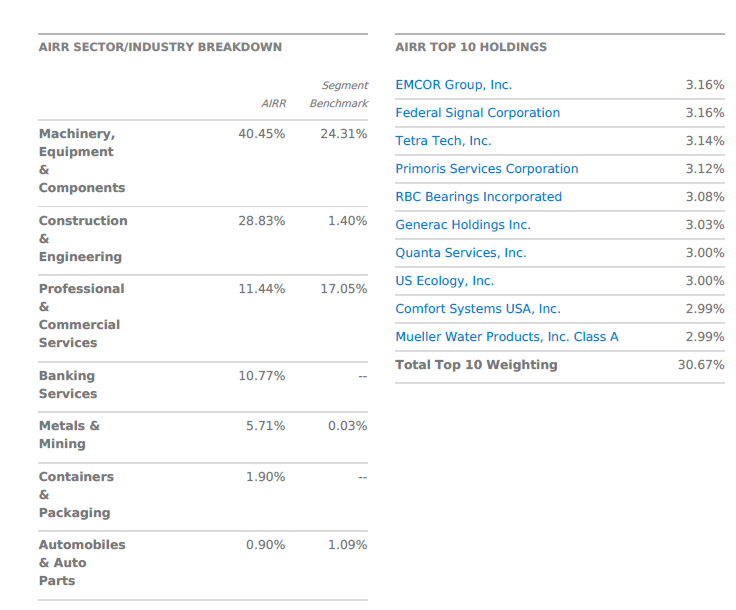 AIRR SECTOR/INDUSTRY BREAKDOWN
AIRR Segment Benchmark
Machinery, Equipment & Components 40.45% 24.31%
Construction & Engineering 28.83% 1.40%
Professional & Commercial Services 11.44% 17.05%
Banking Services 10.77% --
Metals & Mining 5.71% 0.03%
Containers & Packaging 1.90% --
Automobiles & Auto Parts 0.90% 1.09%
AIRR TOP 10 HOLDINGS
EMCOR Group, Inc. 3.16%
Federal Signal Corporation 3.16%
Tetra Tech, Inc. 3.14%
Primoris Services Corporation 3.12%
RBC Bearings Incorporated 3.08%
Generac Holdings Inc. 3.03%
Quanta Services, Inc. 3.00%
US Ecology, Inc. 3.00%
Comfort Systems USA, Inc. 2.99%
Mueller Water Products, Inc. Class A 2.99%
Total Top 10 Weighting 30.67%